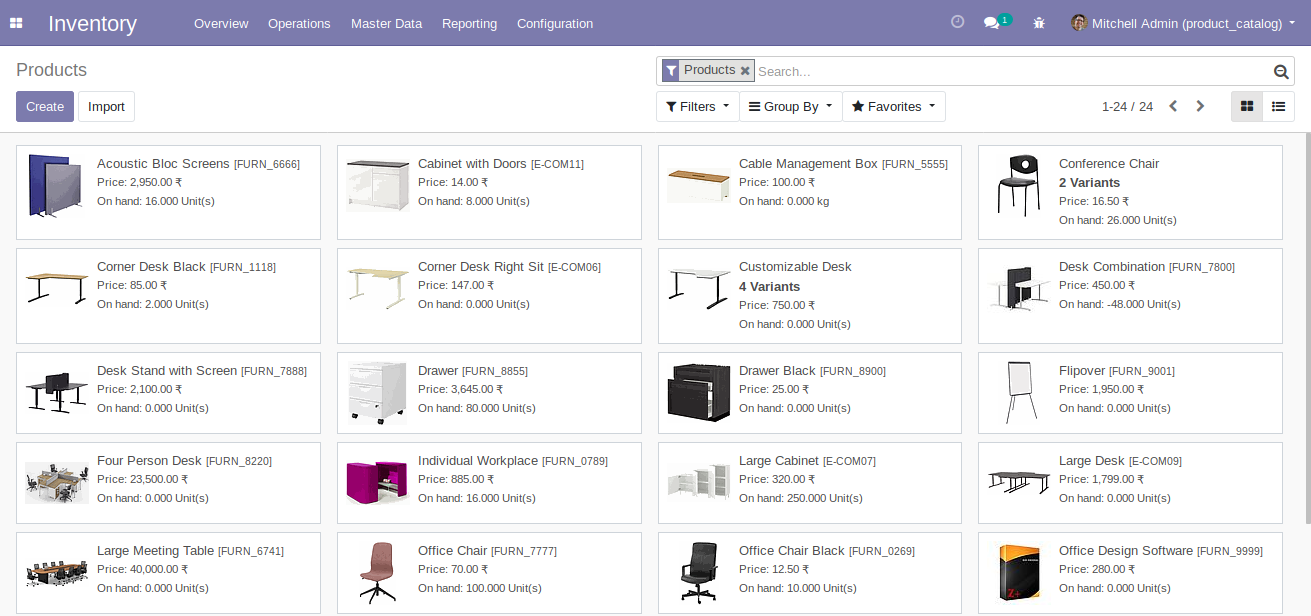 Inventory Overview Operations Master Data Reporting Configuration 1 Mitchell Admin (product_catalog)
Products
Products Search...
Create Import
Filters Group By Favorites 1-24 / 24
Acoustic Bloc Screens [FURN_6666]
Price: 2,950.00 ₹
On hand: 16.000 Unit(s)
Cabinet with Doors [E-COM11]
Price: 14.00 ₹
On hand: 8.000 Unit(s)
Cable Management Box [FURN_5555]
Price: 100.00 ₹
On hand: 0.000 kg
Conference Chair
2 Variants
Price: 16.50 ₹
On hand: 26.000 Unit(s)
Corner Desk Black [FURN_1118]
Price: 85.00 ₹
On hand: 2.000 Unit(s)
Corner Desk Right Sit [E-COM06]
Price: 147.00 ₹
On hand: 0.000 Unit(s)
Customizable Desk
4 Variants
Price: 750.00 ₹
On hand: 0.000 Unit(s)
Desk Combination [FURN_7800]
Price: 450.00 ₹
On hand: -48.000 Unit(s)
Desk Stand with Screen [FURN_7888]
Price: 2,100.00 ₹
On hand: 0.000 Unit(s)
Drawer [FURN_8855]
Price: 3,645.00 ₹
On hand: 80.000 Unit(s)
Drawer Black [FURN_8900]
Price: 25.00 ₹
On hand: 0.000 Unit(s)
Flipover [FURN_9001]
Price: 1,950.00 ₹
On hand: 0.000 Unit(s)
Four Person Desk [FURN_8220]
Price: 23,500.00 ₹
On hand: 0.000 Unit(s)
Individual Workplace [FURN_0789]
Price: 885.00 ₹
On hand: 16.000 Unit(s)
Large Cabinet [E-COM07]
Price: 320.00 ₹
On hand: 250.000 Unit(s)
Large Desk [E-COM09]
Price: 1,799.00 ₹
On hand: 0.000 Unit(s)
Large Meeting Table [FURN_6741]
Price: 40,000.00 ₹
On hand: 0.000 Unit(s)
Office Chair [FURN_7777]
Price: 70.00 ₹
On hand: 100.000 Unit(s)
Office Chair Black [FURN_0269]
Price: 12.50 ₹
On hand: 10.000 Unit(s)
Office Design Software [FURN_9999]
Price: 280.00 ₹
On hand: 0.000 Unit(s)
Z+